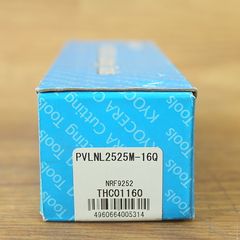 KYOCERA Cutting Tools
PVLNL2525M-16Q
NRF9252
THC01160
4960664005314